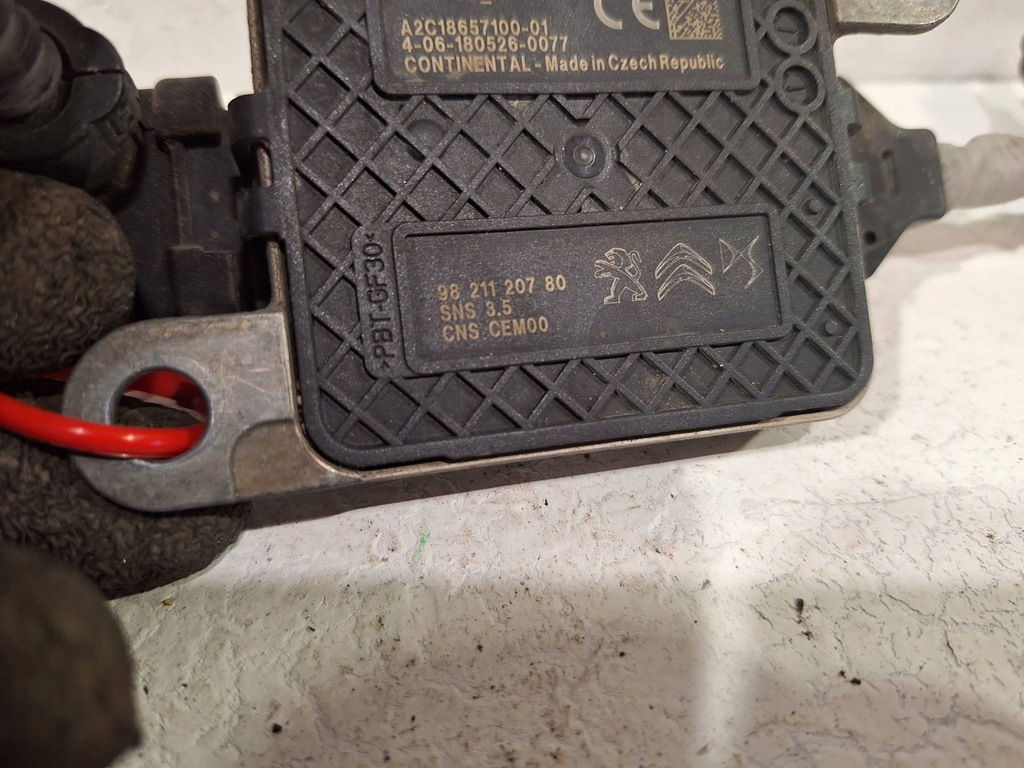 A2C18657100-01
4-06-180526-0077
CONTINENTAL - Made in Czech Republic
CE
>PBT-GF30<
98 211 207 80
SNS 3.5
CNS CEM00